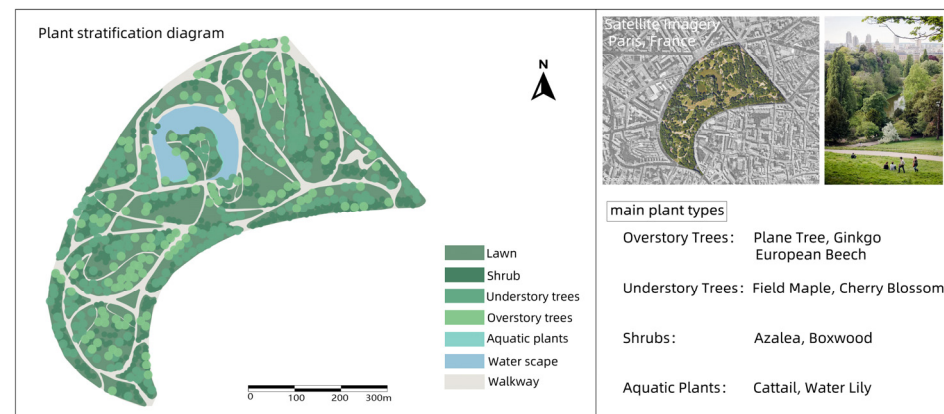 Plant stratification diagram
N
Lawn
Shrub
Understory trees
Overstory trees
Aquatic plants
Water scape
Walkway
0 100 200 300m
Satellite Imagery
Paris, France
main plant types
Overstory Trees: Plane Tree, Ginkgo
European Beech
Understory Trees: Field Maple, Cherry Blossom
Shrubs: Azalea, Boxwood
Aquatic Plants: Cattail, Water Lily